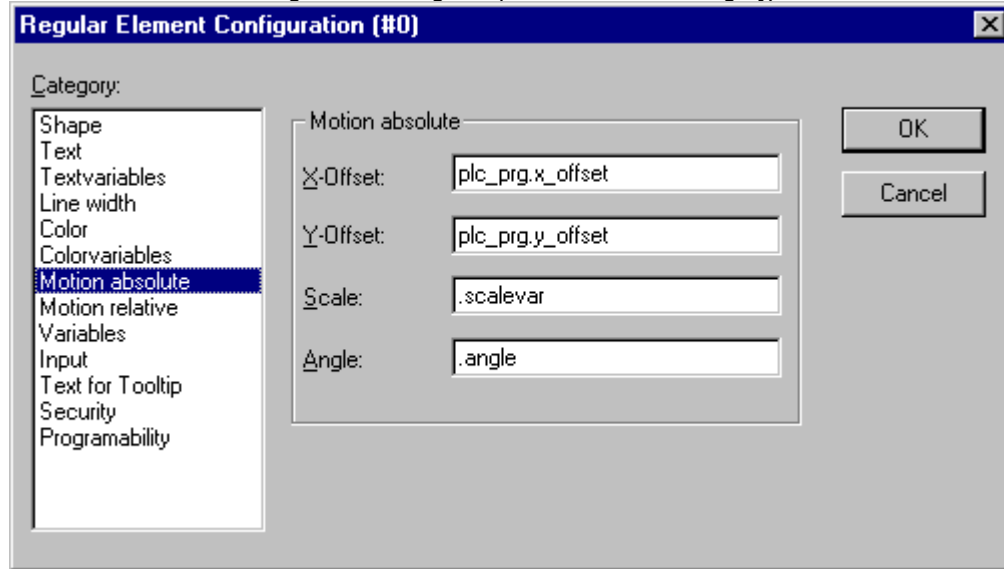 Regular Element Configuration (#0)
Category:
Shape
Text
Textvariables
Line width
Color
Colorvariables
Motion absolute
Motion relative
Variables
Input
Text for Tooltip
Security
Programability
Motion absolute
X-Offset: plc_prg.x_offset
Y-Offset: plc_prg.y_offset
Scale: .scalevar
Angle: .angle
OK
Cancel